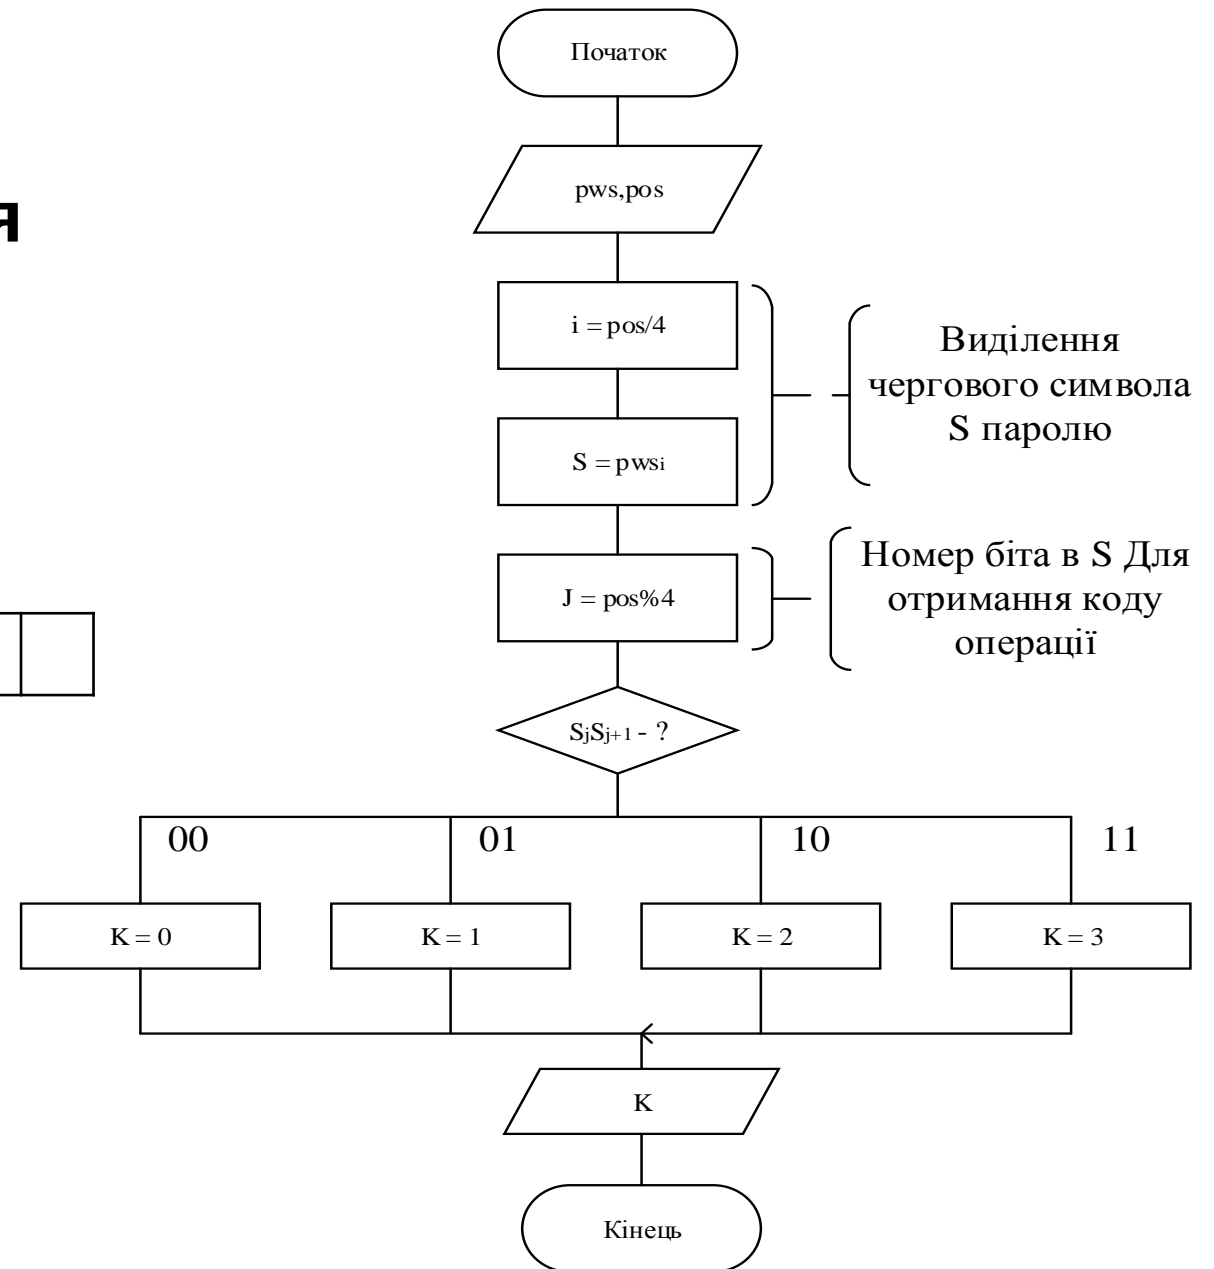 Початок
pws,pos
я
i = pos/4
Виділення
чергового символа
S паролю
S = pwsi
J = pos%4
Номер біта в S Для
отримання коду
операції
SjSj+1 - ?
00 01 10 11
K = 0 K = 1 K = 2 K = 3
K
Кінець